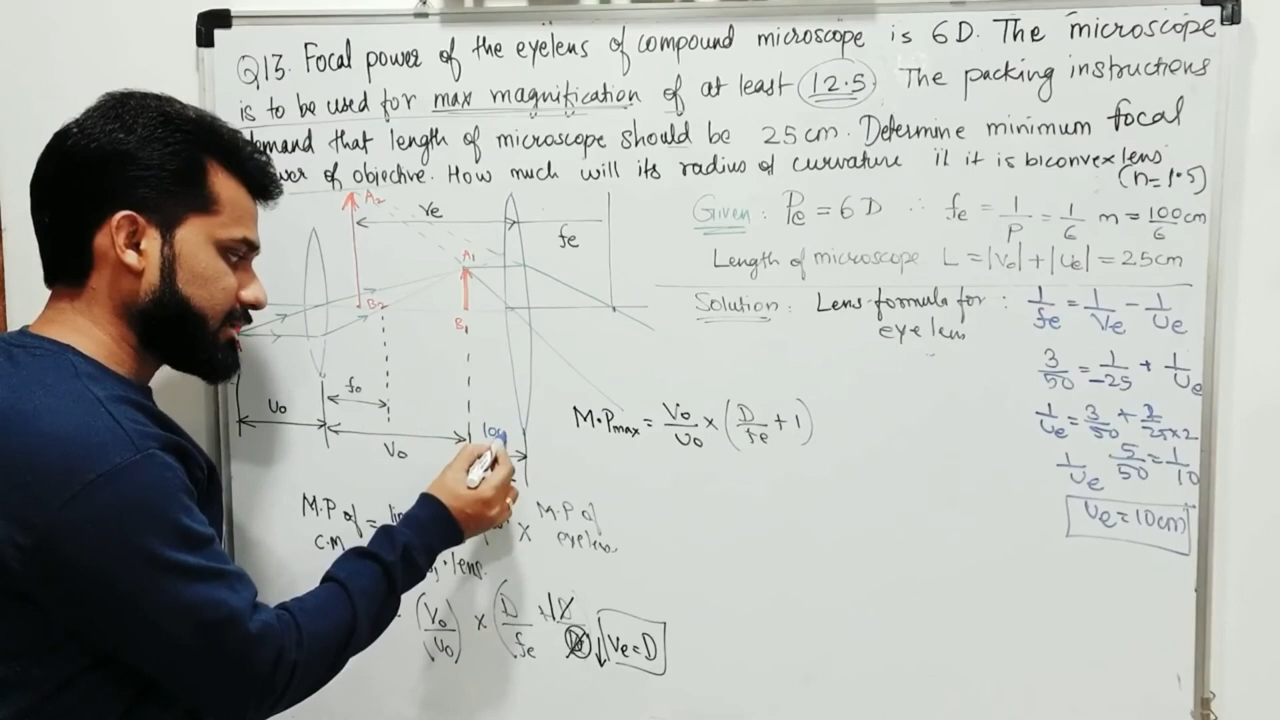 Q13. Focal power of the eyelens of compound microscope is 6D. The microscope
is to be used for max magnification of at least 12.5 The packing instructions
demand that length of microscope should be 25cm. Determine minimum focal
of objective. How much will its radius of curvature if it is biconvex lens
(n=1.5)
A2
Ve
fe
A1
B2
B1
fo
Uo
Vo
10
Given : Pe = 6D ∴ fe = 1/P = 1/6 m = 100cm/6
Length of microscope L = |Vo| + |Ue| = 25cm
Solution : Lens formula for : 1/fe = 1/Ve - 1/Ue
eyelens
3/50 = 1/-25 + 1/Ue
1/Ue = 3/50 + 2/25×2
1/Ue 5/50 = 1/10
Ue = 10cm
M.Pmax = Vo/Uo × (D/fe + 1)
M.P of = × M.P of
C.M eyelens
lens.
(Vo/Uo) × (D/fe + 1 Ve = D